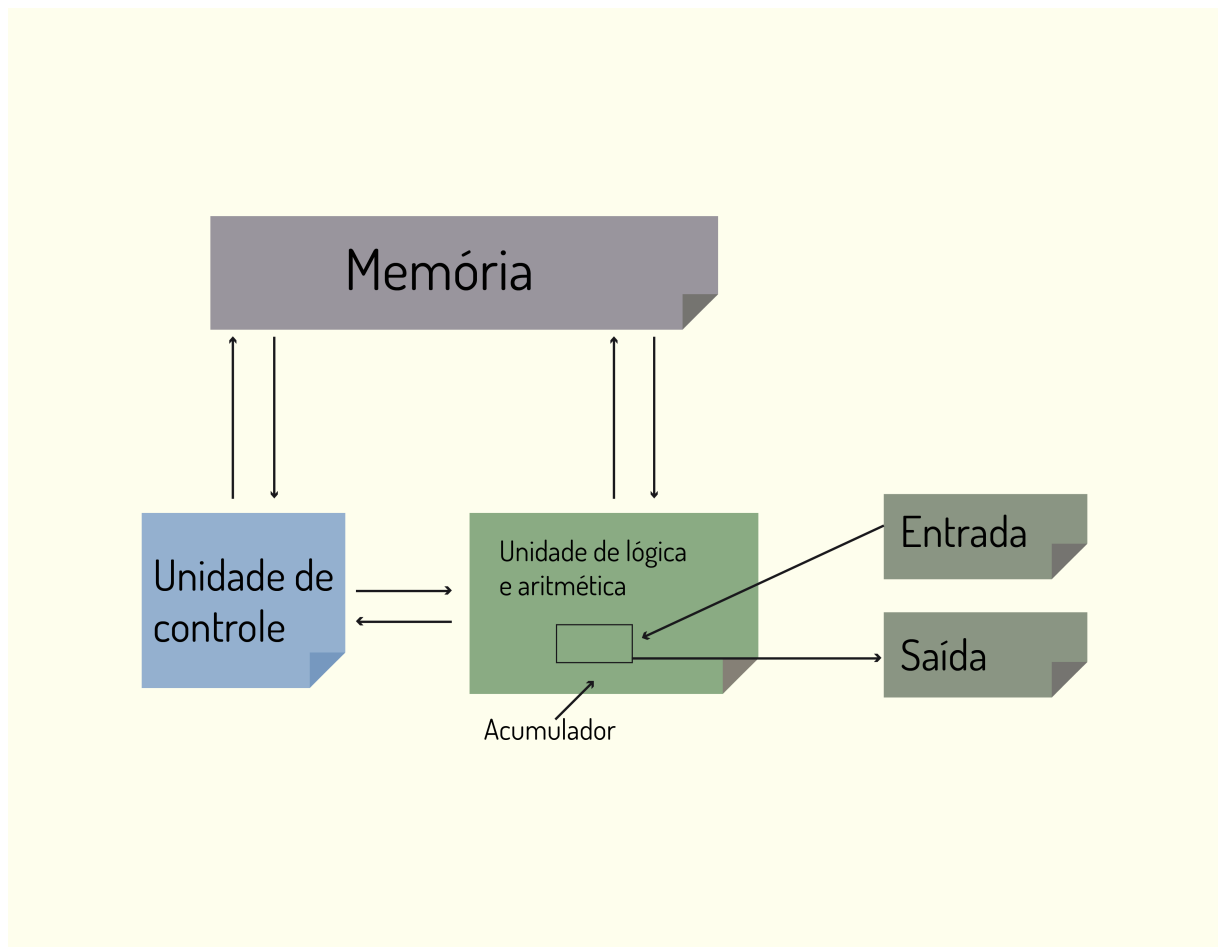 Memória
Unidade de
controle
Unidade de lógica
e aritmética
Acumulador
Entrada
Saída